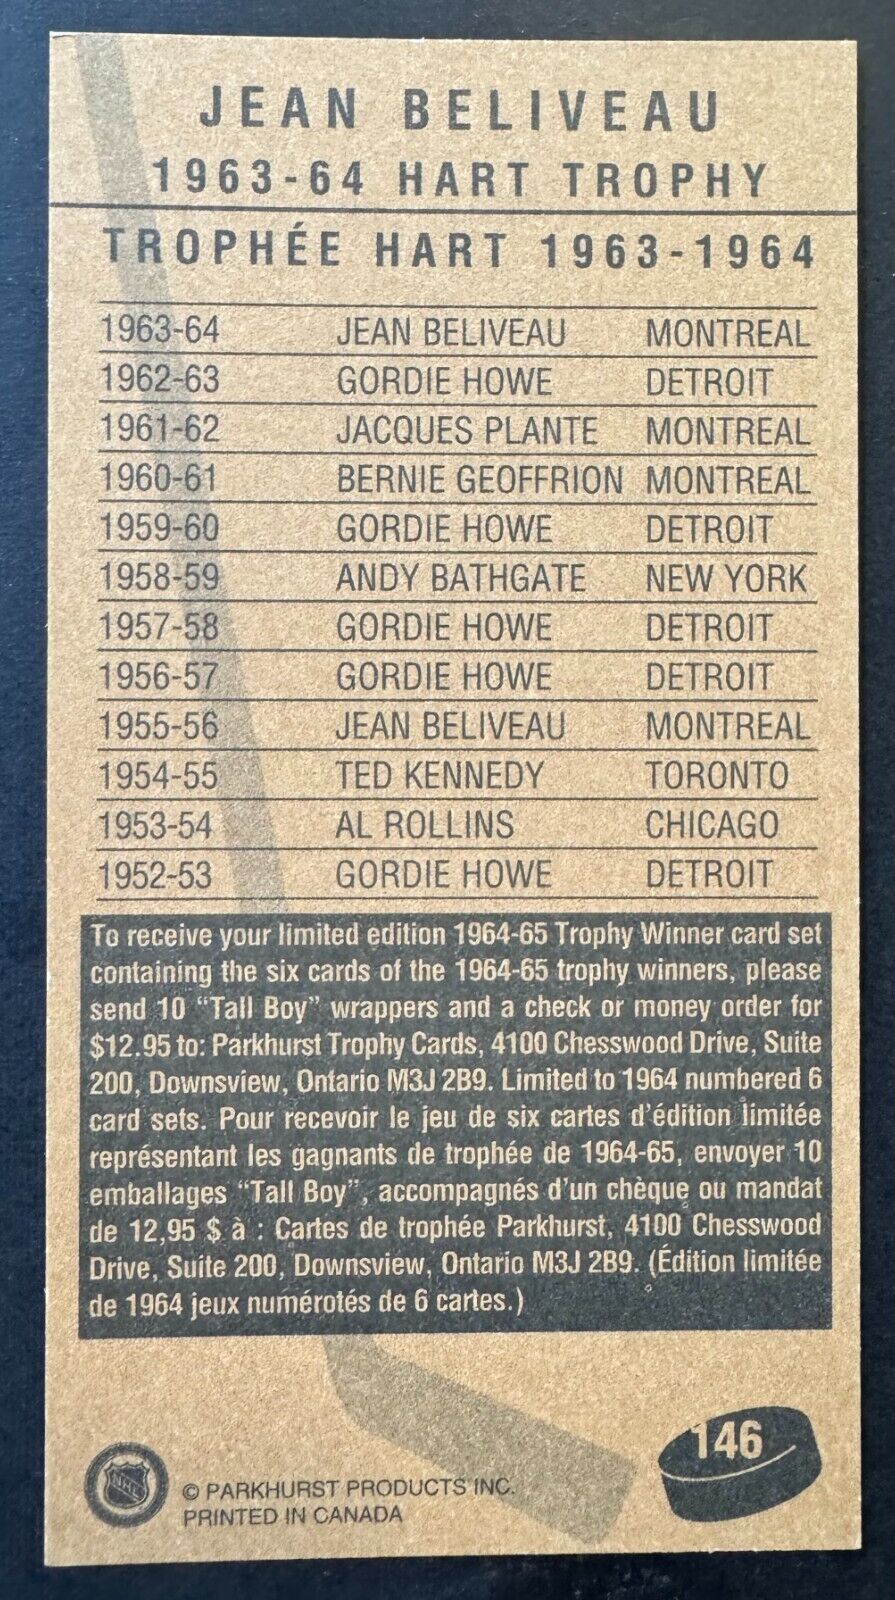 JEAN BELIVEAU
1963-64 HART TROPHY
TROPHÉE HART 1963-1964
1963-64 JEAN BELIVEAU MONTREAL
1962-63 GORDIE HOWE DETROIT
1961-62 JACQUES PLANTE MONTREAL
1960-61 BERNIE GEOFFRION MONTREAL
1959-60 GORDIE HOWE DETROIT
1958-59 ANDY BATHGATE NEW YORK
1957-58 GORDIE HOWE DETROIT
1956-57 GORDIE HOWE DETROIT
1955-56 JEAN BELIVEAU MONTREAL
1954-55 TED KENNEDY TORONTO
1953-54 AL ROLLINS CHICAGO
1952-53 GORDIE HOWE DETROIT
To receive your limited edition 1964-65 Trophy Winner card set
containing the six cards of the 1964-65 trophy winners, please
send 10 “Tall Boy” wrappers and a check or money order for
$12.95 to: Parkhurst Trophy Cards, 4100 Chesswood Drive, Suite
200, Downsview, Ontario M3J 2B9. Limited to 1964 numbered 6
card sets. Pour recevoir le jeu de six cartes d’édition limitée
représentant les gagnants de trophée de 1964-65, envoyer 10
emballages “Tall Boy”, accompagnés d’un chèque ou mandat
de 12,95 $ à : Cartes de trophée Parkhurst, 4100 Chesswood
Drive, Suite 200, Downsview, Ontario M3J 2B9. (Édition limitée
de 1964 jeux numérotés de 6 cartes.)
146
NHL
© PARKHURST PRODUCTS INC.
PRINTED IN CANADA